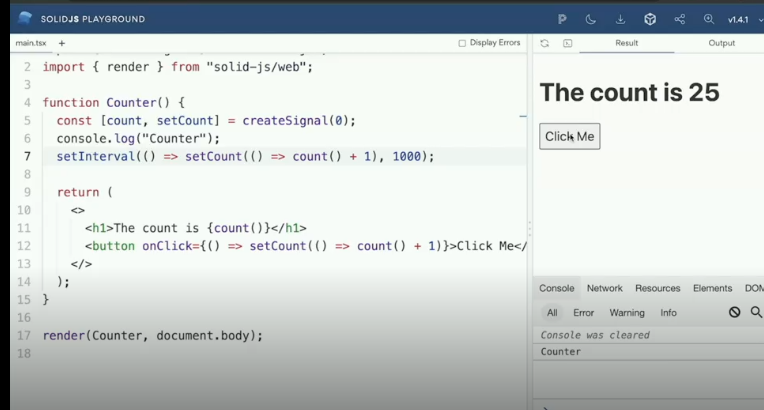 SOLIDJS PLAYGROUND
v1.4.1
main.tsx +
Display Errors
Result
Output
2 import { render } from "solid-js/web";
3
4 function Counter() {
5 const [count, setCount] = createSignal(0);
6 console.log("Counter");
7 setInterval(() => setCount(() => count() + 1), 1000);
8
9 return (
10 <>
11 <h1>The count is {count()}</h1>
12 <button onClick={() => setCount(() => count() + 1)}>Click Me</
13 </>
14 );
15 }
16
17 render(Counter, document.body);
18
The count is 25
Click Me
Console Network Resources Elements DOM
All Error Warning Info
Console was cleared
Counter